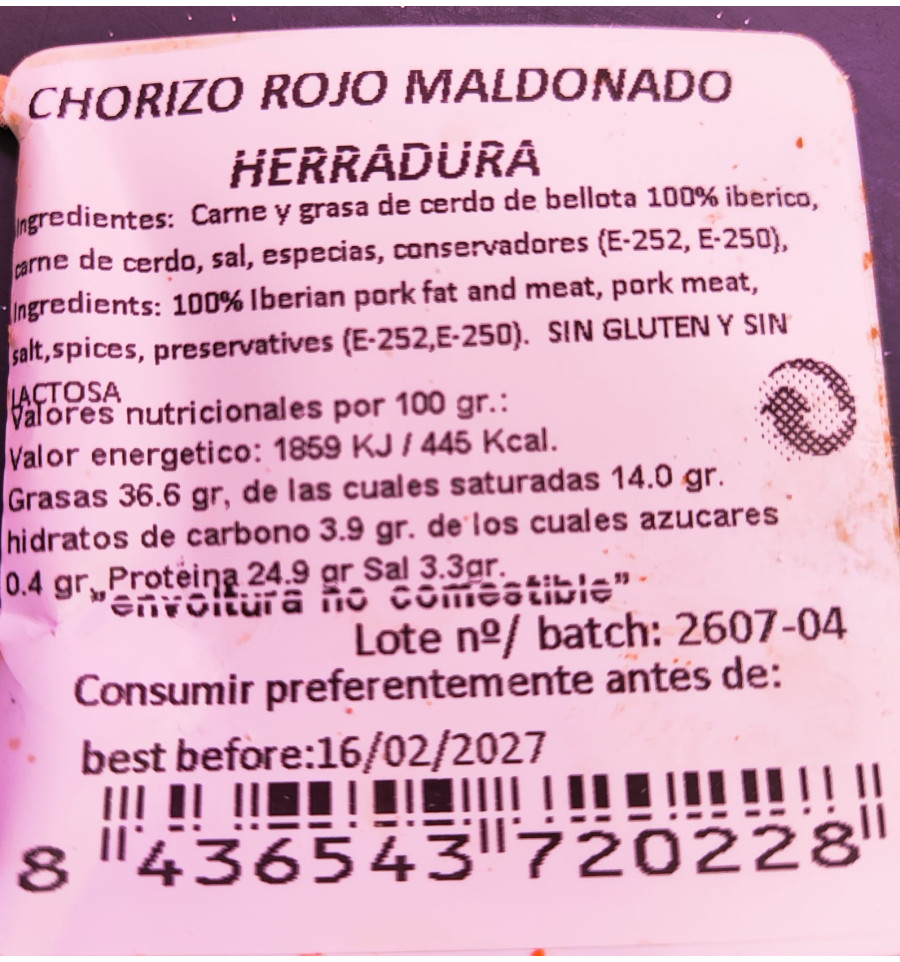 CHORIZO ROJO MALDONADO
HERRADURA
Ingredientes: Carne y grasa de cerdo de bellota 100% iberico,
carne de cerdo, sal, especias, conservadores (E-252, E-250),
Ingredients: 100% Iberian pork fat and meat, pork meat,
salt,spices, preservatives (E-252,E-250). SIN GLUTEN Y SIN
LACTOSA
Valores nutricionales por 100 gr.:
Valor energetico: 1859 KJ / 445 Kcal.
Grasas 36.6 gr, de las cuales saturadas 14.0 gr.
hidratos de carbono 3.9 gr. de los cuales azucares
0.4 gr, Proteina 24.9 gr Sal 3.3gr.
"envoltura no comestible"
Lote nº/ batch: 2607-04
Consumir preferentemente antes de:
best before:16/02/2027
8 436543 720228